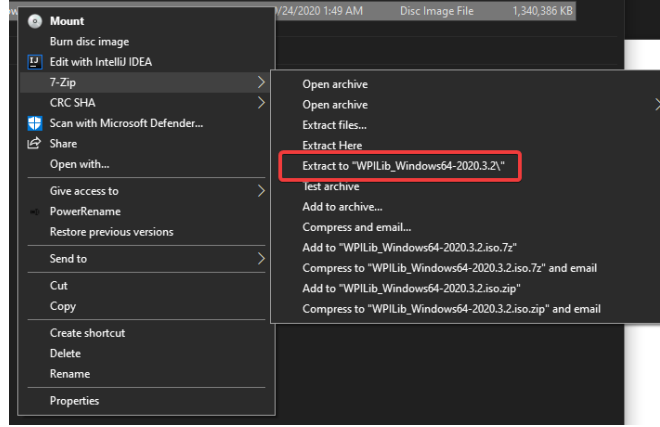 /24/2020 1:49 AM Disc Image File 1,340,386 KB
Mount
Burn disc image
Edit with IntelliJ IDEA
7-Zip
CRC SHA
Scan with Microsoft Defender...
Share
Open with...
Give access to
PowerRename
Restore previous versions
Send to
Cut
Copy
Create shortcut
Delete
Rename
Properties
Open archive
Open archive
Extract files...
Extract Here
Extract to "WPILib_Windows64-2020.3.2\"
Test archive
Add to archive...
Compress and email...
Add to "WPILib_Windows64-2020.3.2.iso.7z"
Compress to "WPILib_Windows64-2020.3.2.iso.7z" and email
Add to "WPILib_Windows64-2020.3.2.iso.zip"
Compress to "WPILib_Windows64-2020.3.2.iso.zip" and email